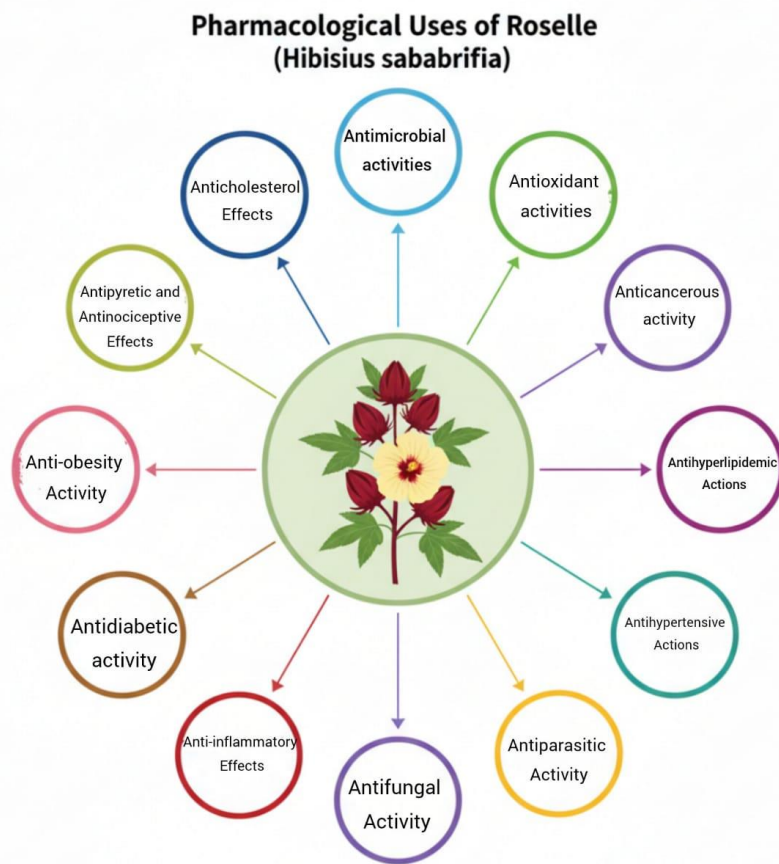 Pharmacological Uses of Roselle
(Hibisius sababrifia)
Antimicrobial
activities
Antioxidant
activities
Anticancerous
activity
Antihyperlipidemic
Actions
Antihypertensive
Actions
Antiparasitic
Activity
Antifungal
Activity
Anti-inflammatory
Effects
Antidiabetic
activity
Anti-obesity
Activity
Antipyretic and
Antinociceptive
Effects
Anticholesterol
Effects